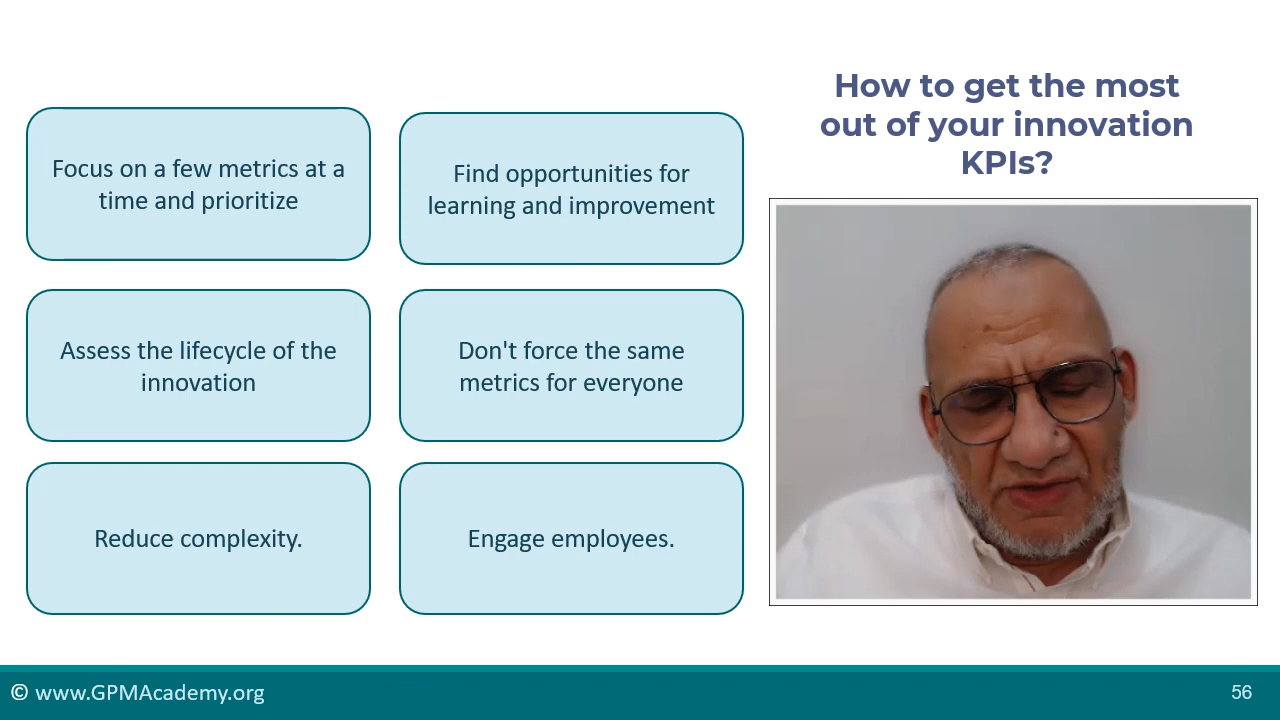 How to get the most
out of your innovation
KPIs?
Focus on a few metrics at a
time and prioritize
Find opportunities for
learning and improvement
Assess the lifecycle of the
innovation
Don't force the same
metrics for everyone
Reduce complexity.
Engage employees.
© www.GPMAcademy.org
56